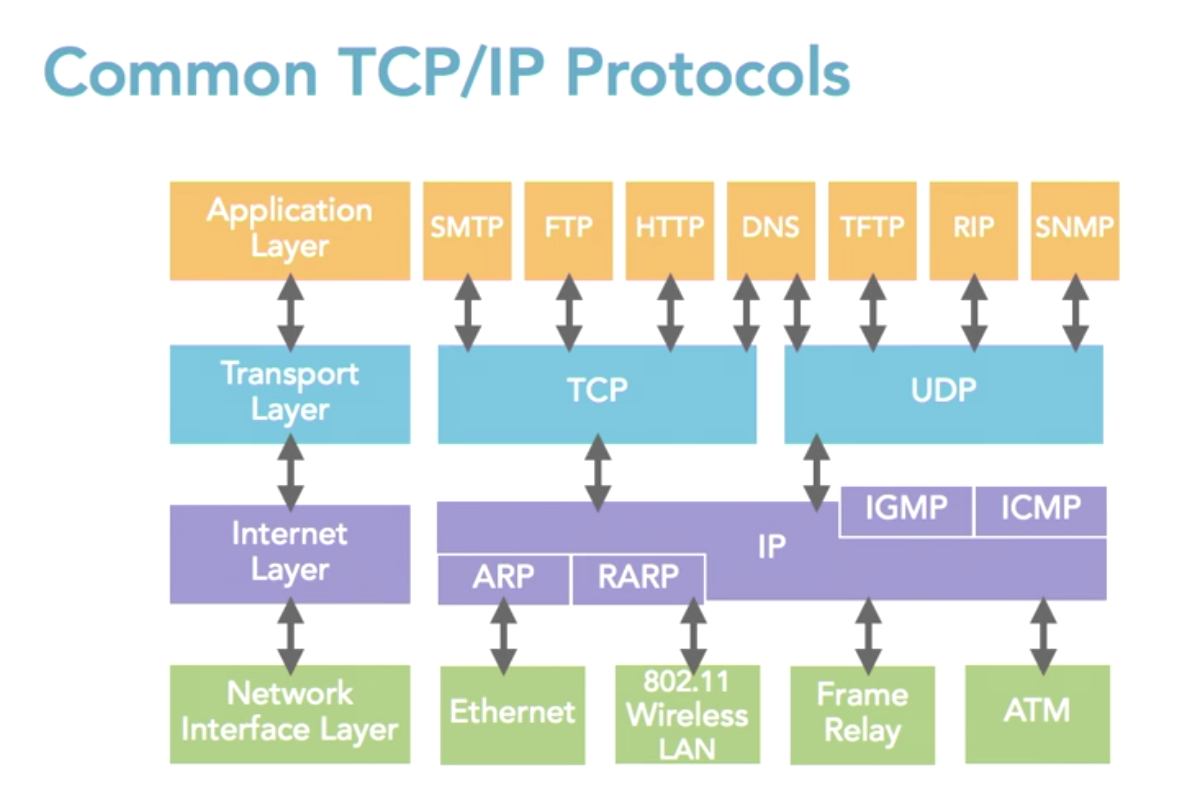 Common TCP/IP Protocols
Application
Layer
SMTP
FTP
HTTP
DNS
TFTP
RIP
SNMP
Transport
Layer
TCP
UDP
Internet
Layer
IP
IGMP
ICMP
ARP
RARP
Network
Interface Layer
Ethernet
802.11
Wireless
LAN
Frame
Relay
ATM